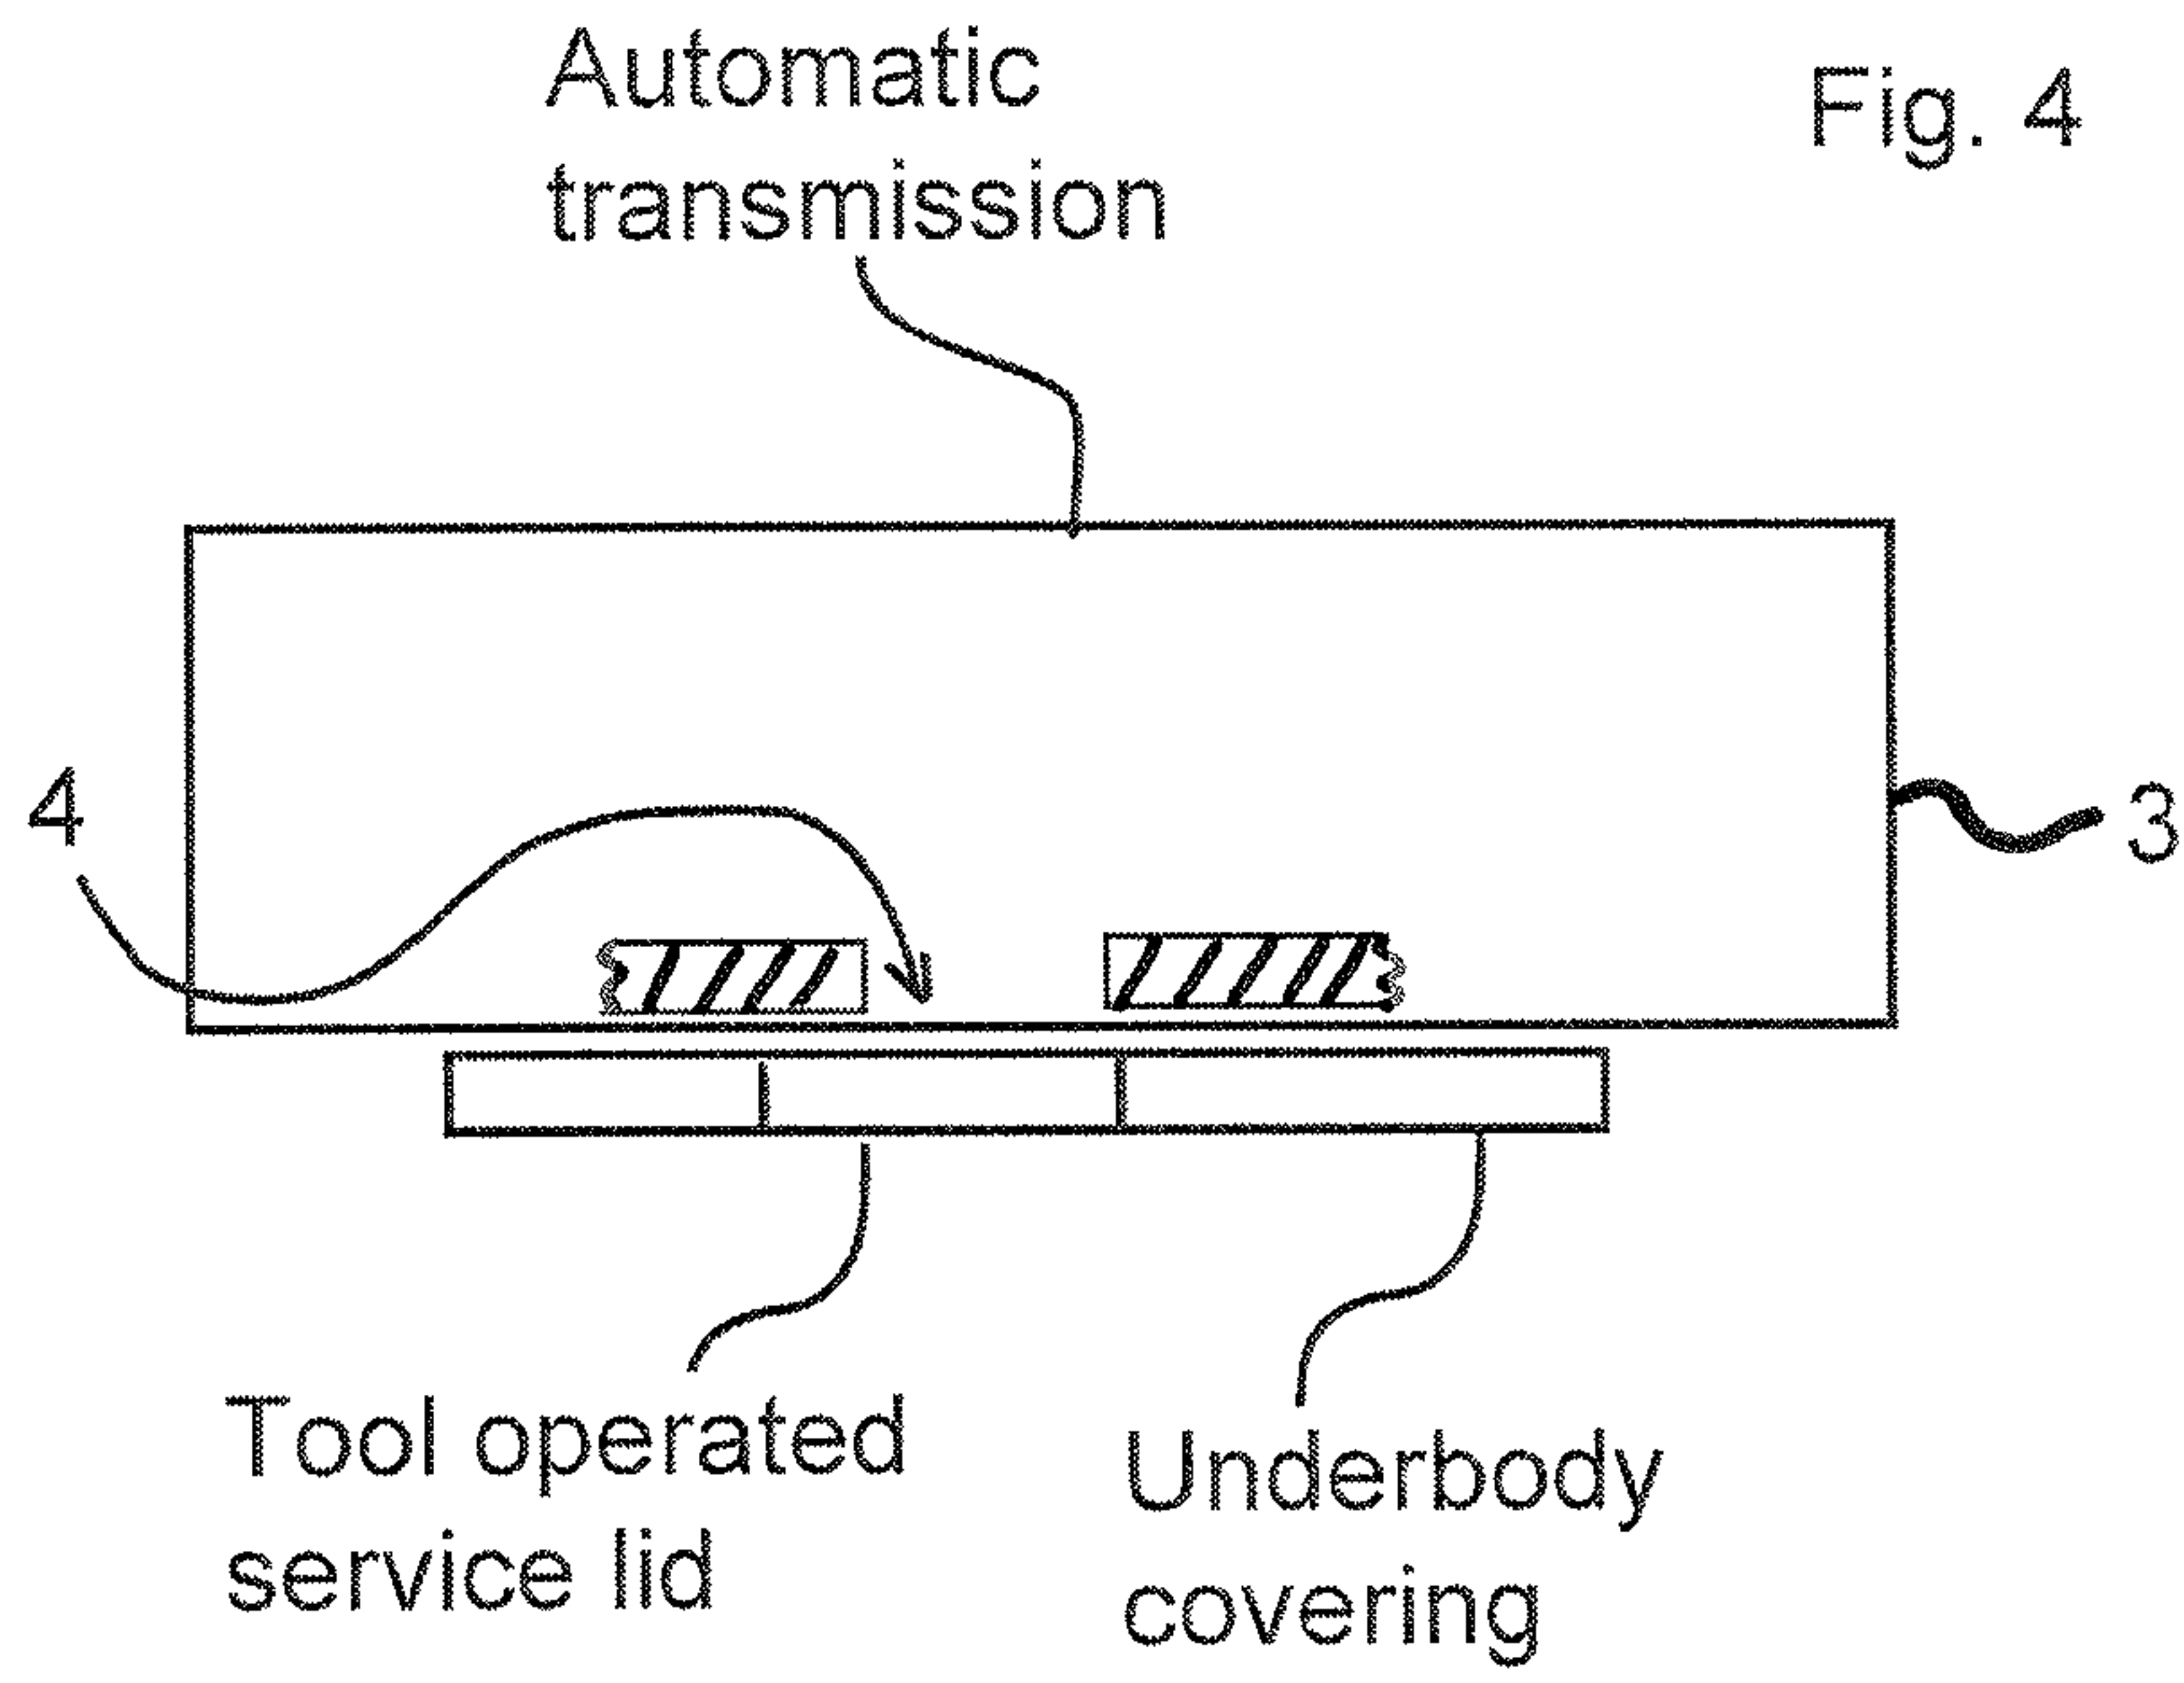 Automatic
transmission
Fig. 4
4
3
Tool operated
service lid
Underbody
covering